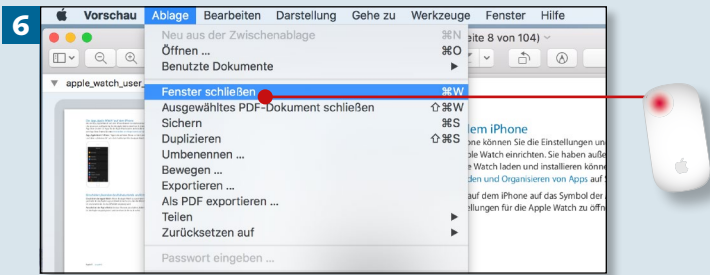 6
Vorschau Ablage Bearbeiten Darstellung Gehe zu Werkzeuge Fenster Hilfe
Neu aus der Zwischenablage ⌘N
eite 8 von 104)
Öffnen ... ⌘O
Benutzte Dokumente ▶
apple_watch_user_
Fenster schließen ⌘W
Ausgewähltes PDF-Dokument schließen ⇧⌘W
Sichern ⌘S
Duplizieren ⇧⌘S
Umbenennen ...
Bewegen ...
Exportieren ...
Als PDF exportieren ...
Teilen ▶
Zurücksetzen auf ▶
Passwort eingeben ...
lem iPhone
one können Sie die Einstellungen un
ple Watch einrichten. Sie haben auße
e Watch laden und installieren könne
den und Organisieren von Apps auf
auf dem iPhone auf das Symbol der
ellungen für die Apple Watch zu öffn